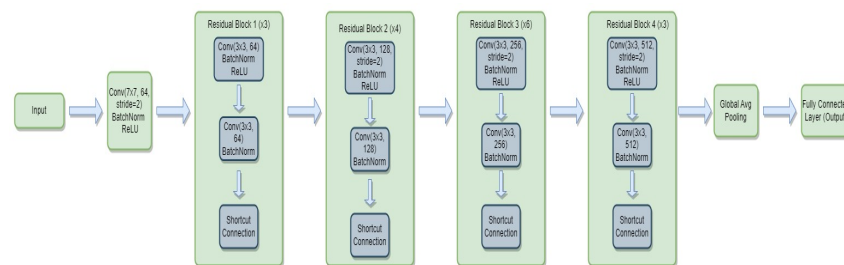 Input
Conv(7x7, 64,
stride=2)
BatchNorm
ReLU
Residual Block 1 (x3)
Conv(3x3, 64)
BatchNorm
ReLU
Conv(3x3,
64)
BatchNorm
Shortcut
Connection
Residual Block 2 (x4)
Conv(3x3, 128,
stride=2)
BatchNorm
ReLU
Conv(3x3,
128)
BatchNorm
Shortcut
Connection
Residual Block 3 (x6)
Conv(3x3, 256,
stride=2)
BatchNorm
ReLU
Conv(3x3,
256)
BatchNorm
Shortcut
Connection
Residual Block 4 (x3)
Conv(3x3, 512,
stride=2)
BatchNorm
ReLU
Conv(3x3,
512)
BatchNorm
Shortcut
Connection
Global Avg
Pooling
Fully Connecte
Layer (Output